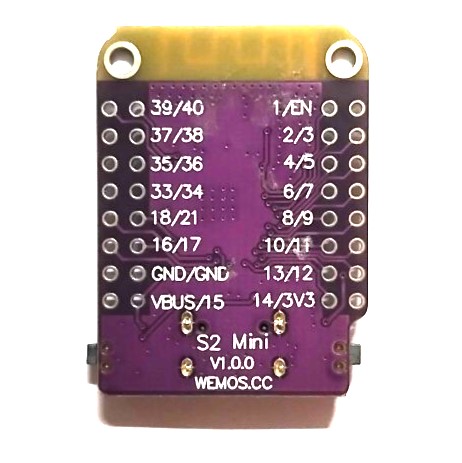 39/40 1/EN
37/38 2/3
35/36 4/5
33/34 6/7
18/21 8/9
16/17 10/11
GND/GND 13/12
VBUS/15 14/3V3
S2 Mini
V1.0.0
WEMOS.CC